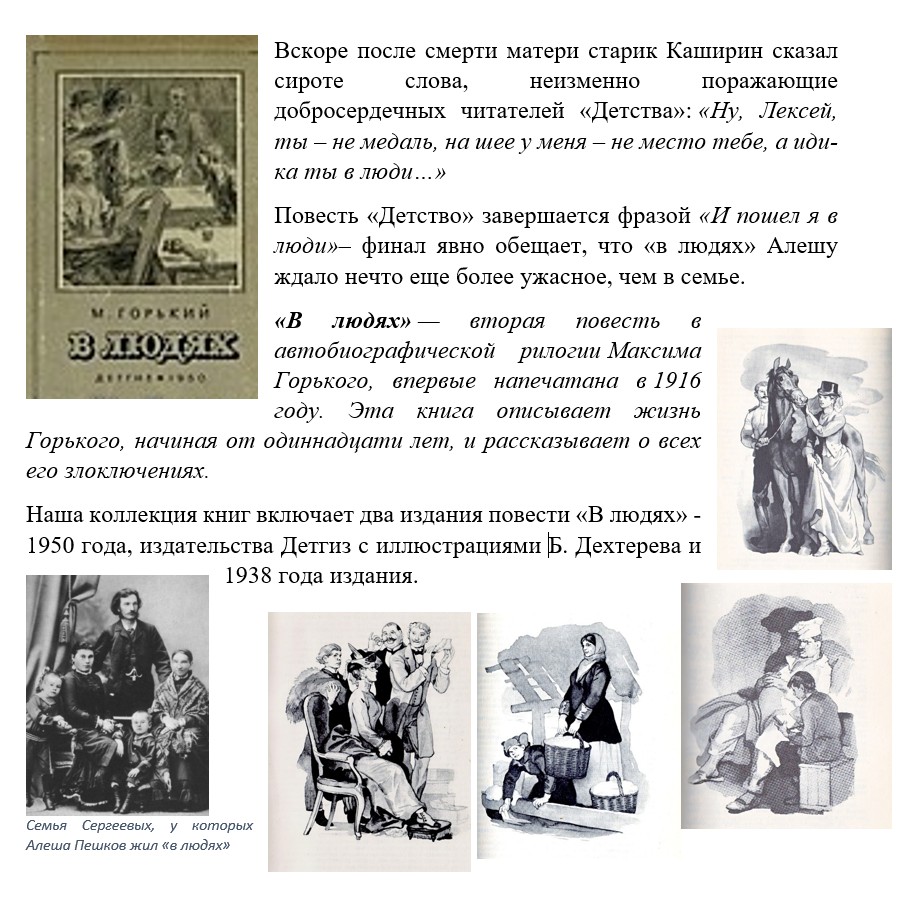 Вскоре после смерти матери старик Каширин сказал
сироте слова, неизменно поражающие
добросердечных читателей «Детства»: «Ну, Лексей,
ты – не медаль, на шее у меня – не место тебе, а иди-
ка ты в люди…»
Повесть «Детство» завершается фразой «И пошел я в
люди»– финал явно обещает, что «в людях» Алешу
ждало нечто еще более ужасное, чем в семье.
М. ГОРЬКИЙ
В ЛЮДЯХ
ДЕТГИЗ 1950
«В людях» — вторая повесть в
автобиографической рилогии Максима
Горького, впервые напечатана в 1916
году. Эта книга описывает жизнь
Горького, начиная от одиннадцати лет, и рассказывает о всех
его злоключениях.
Наша коллекция книг включает два издания повести «В людях» -
1950 года, издательства Детгиз с иллюстрациями Б. Дехтерева и
1938 года издания.
Семья Сергеевых, у которых
Алеша Пешков жил «в людях»